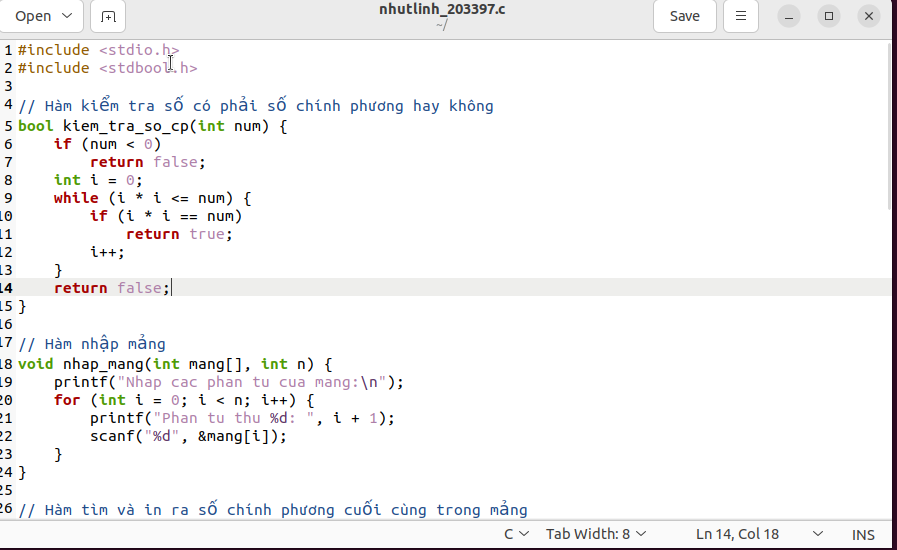 Open
nhutlinh_203397.c
~/
Save
1 #include <stdio.h>
2 #include <stdbool.h>
3
4 // Hàm kiểm tra số có phải số chính phương hay không
5 bool kiem_tra_so_cp(int num) {
6     if (num < 0)
7         return false;
8     int i = 0;
9     while (i * i <= num) {
10         if (i * i == num)
11             return true;
12         i++;
13     }
14     return false;
15 }
16
17 // Hàm nhập mảng
18 void nhap_mang(int mang[], int n) {
19     printf("Nhap cac phan tu cua mang:\n");
20     for (int i = 0; i < n; i++) {
21         printf("Phan tu thu %d: ", i + 1);
22         scanf("%d", &mang[i]);
23     }
24 }
25
26 // Hàm tìm và in ra số chính phương cuối cùng trong mảng
C Tab Width: 8 Ln 14, Col 18 INS